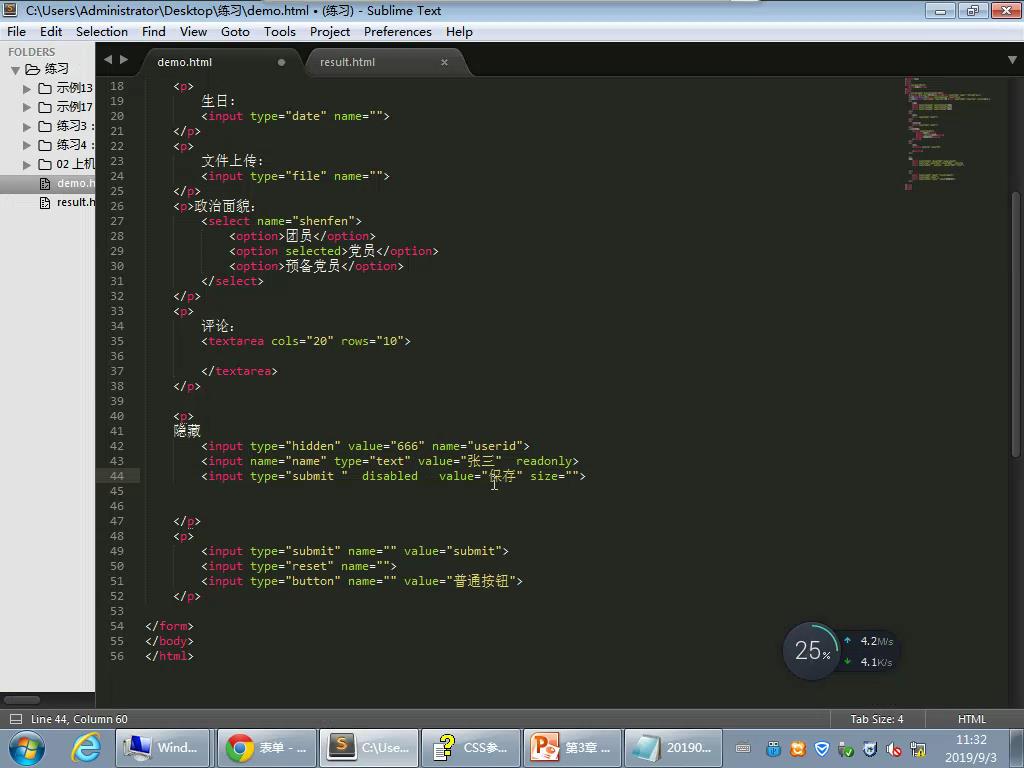 C:\Users\Administrator\Desktop\练习\demo.html • (练习) - Sublime Text
File Edit Selection Find View Goto Tools Project Preferences Help
FOLDERS
练习
示例13
示例17
练习3 :
练习4 :
02 上机
demo.h
result.h
demo.html
result.html
18 <p>
19 生日:
20 <input type="date" name="">
21 </p>
22 <p>
23 文件上传:
24 <input type="file" name="">
25 </p>
26 <p>政治面貌:
27 <select name="shenfen">
28 <option>团员</option>
29 <option selected>党员</option>
30 <option>预备党员</option>
31 </select>
32 </p>
33 <p>
34 评论:
35 <textarea cols="20" rows="10">
36
37 </textarea>
38 </p>
39
40 <p>
41 隐藏
42 <input type="hidden" value="666" name="userid">
43 <input name="name" type="text" value="张三"  readonly>
44 <input type="submit "  disabled   value="保存" size="">
45
46
47 </p>
48 <p>
49 <input type="submit" name="" value="submit">
50 <input type="reset" name="">
51 <input type="button" name="" value="普通按钮">
52 </p>
53
54 </form>
55 </body>
56 </html>
25%
4.2M/s
4.1K/s
Line 44, Column 60
Tab Size: 4
HTML
Wind...
表单 - ...
C:\Use...
CSS参...
第3章 ...
20190...
11:32
2019/9/3